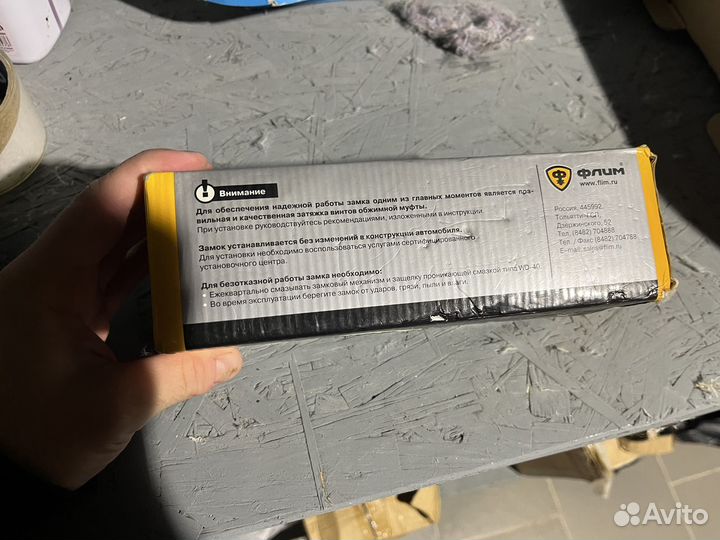 Внимание
Для обеспечения надежной работы замка одним из главных моментов является пра-
вильная и качественная затяжка винтов обжимной муфты.
При установке руководствуйтесь рекомендациями, изложенными в инструкции.
Замок устанавливается без изменений в конструкции автомобиля.
Для установки необходимо воспользоваться услугами сертифицированного
установочного центра.
Для безотказной работы замка необходимо:
• Ежеквартально смазывать замковый механизм и защелку проникающей смазкой типа WD-40.
• Во время эксплуатации берегите замок от ударов, грязи, пыли и влаги.
ФЛИМ®
www.flim.ru
Россия, 445992,
Тольятти, СП,
Дзержинского, 52
Тел. (8482) 704888
Тел. / Факс (8482) 704788
E-mail: sales@flim.ru
Avito